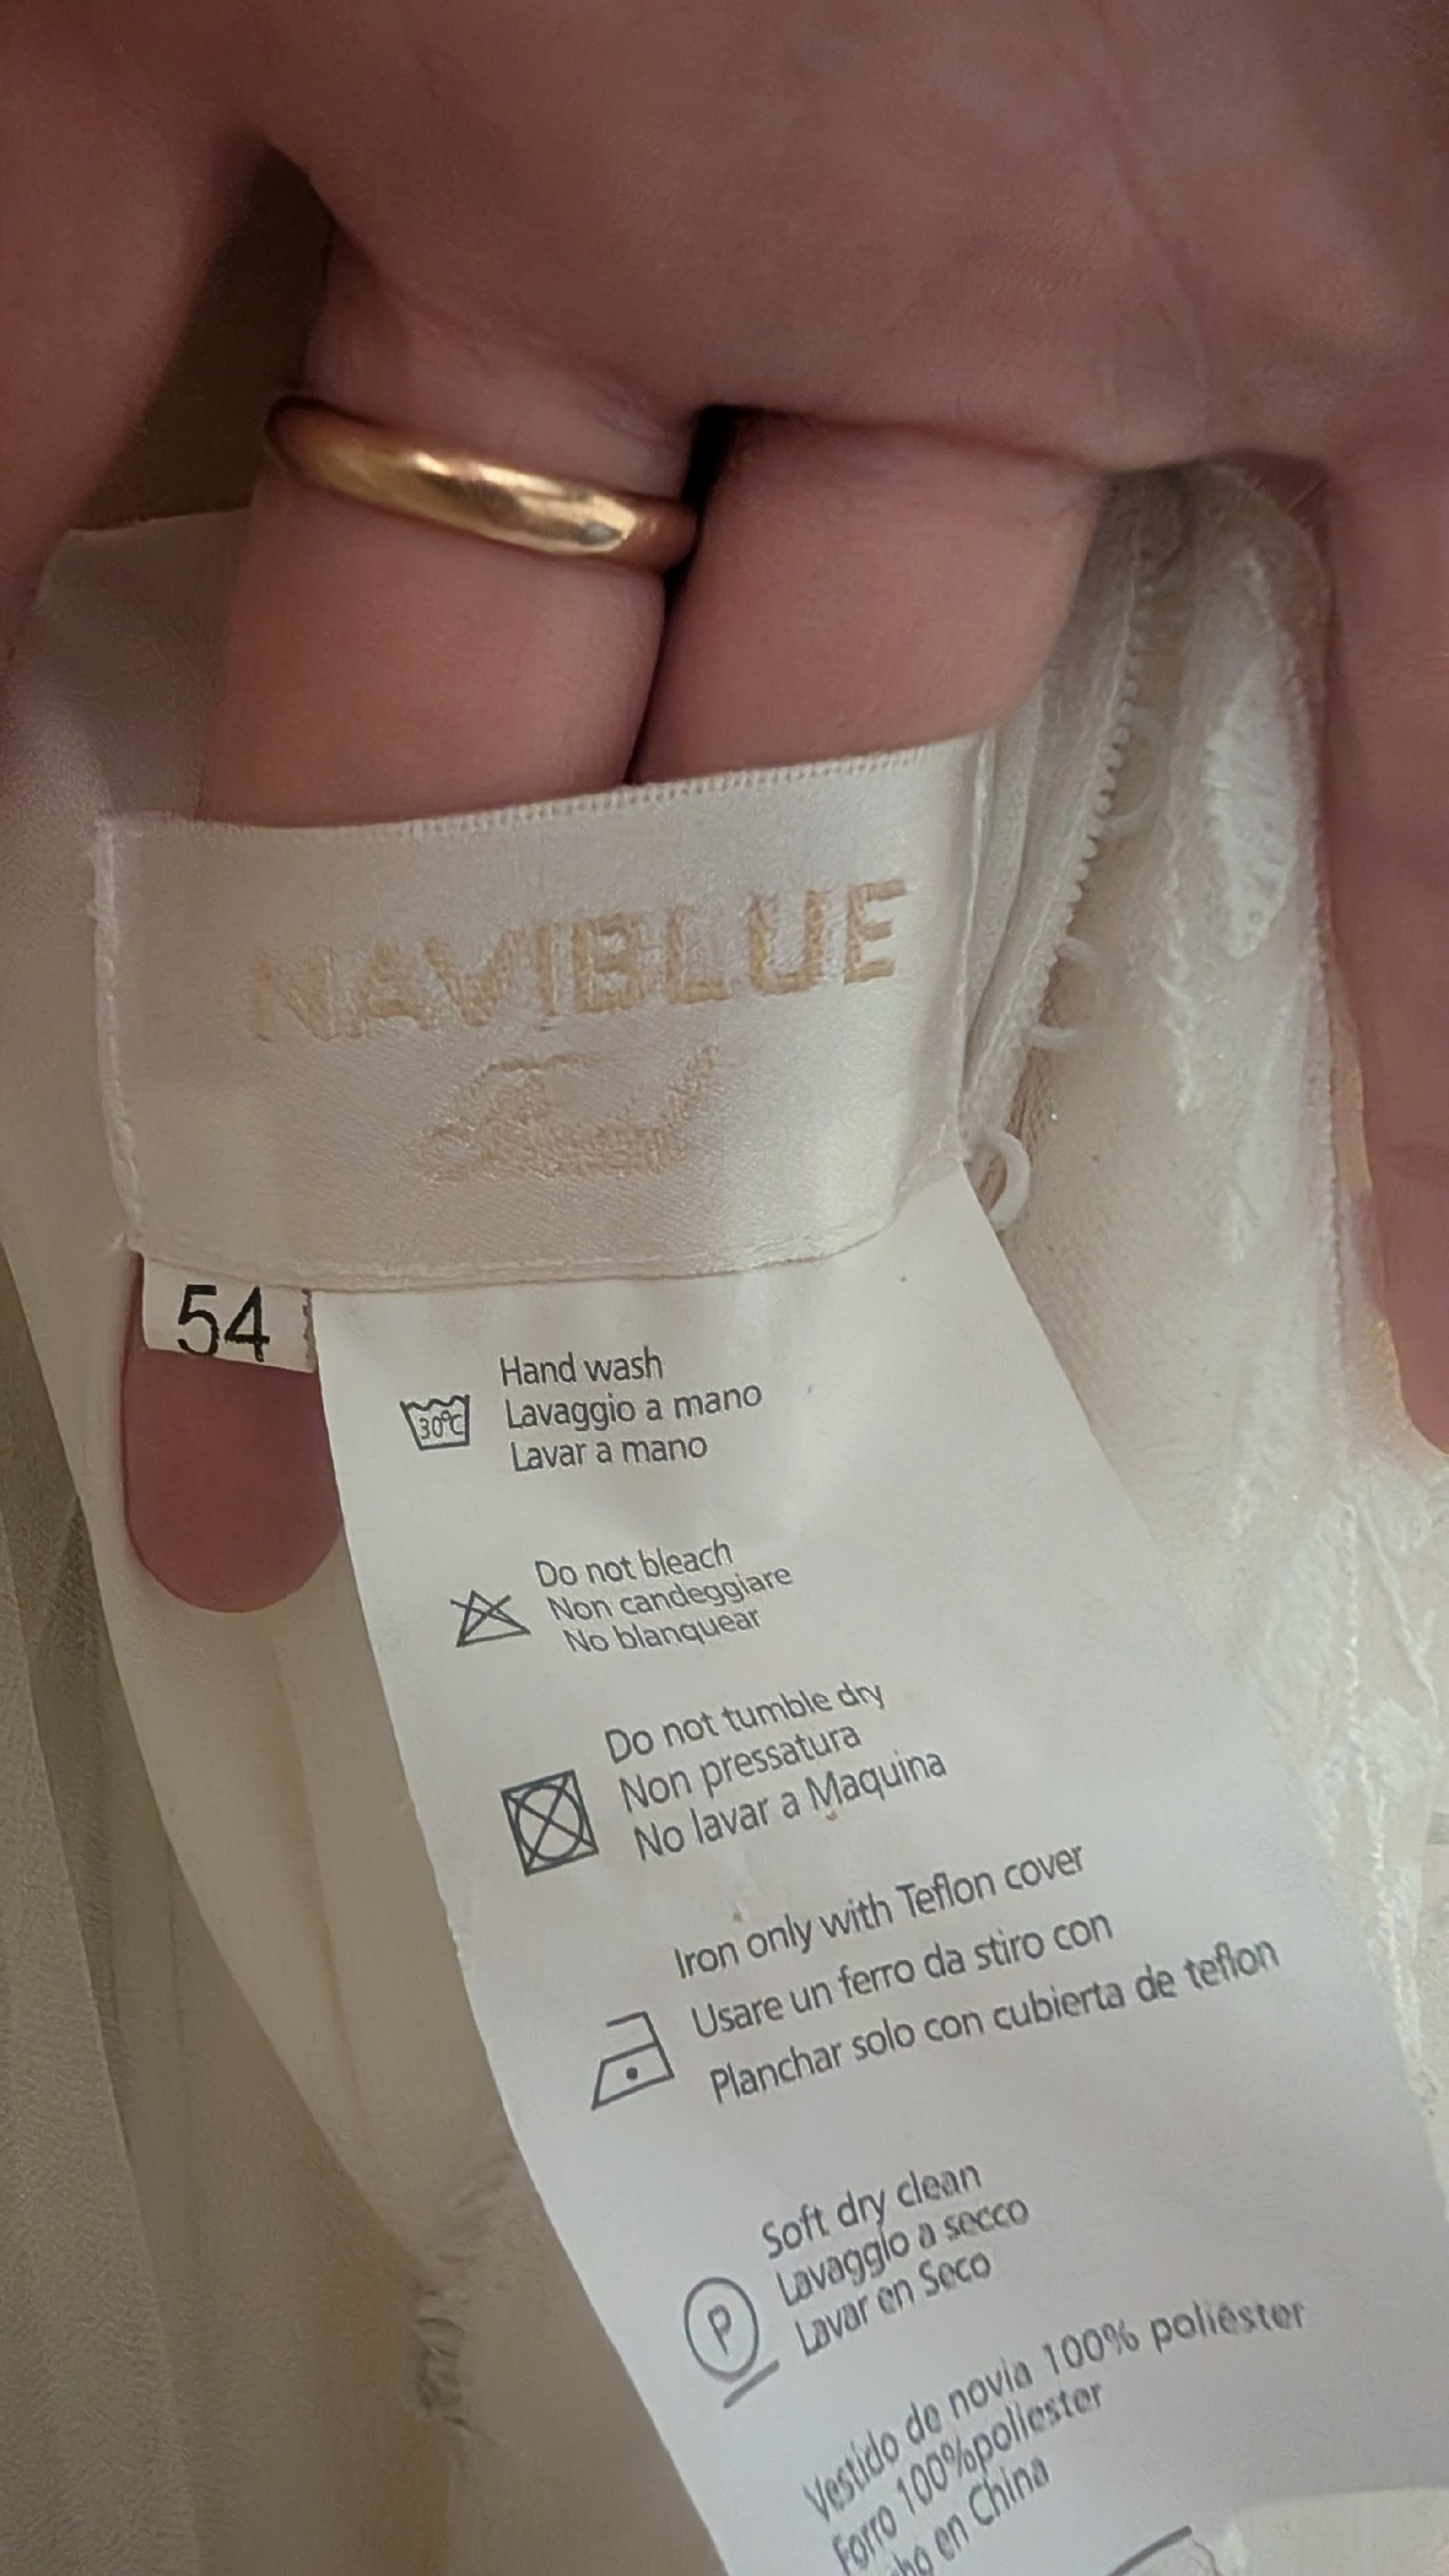 NAVIBLUE
54
30°C
Hand wash
Lavaggio a mano
Lavar a mano
Do not bleach
Non candeggiare
No blanquear
Do not tumble dry
Non pressatura
No lavar a Maquina
Iron only with Teflon cover
Usare un ferro da stiro con
Planchar solo con cubierta de teflon
Soft dry clean
Lavaggio a secco
Lavar en Seco
P
Vestido de novia 100% poliester
Forro 100%poliester
en China